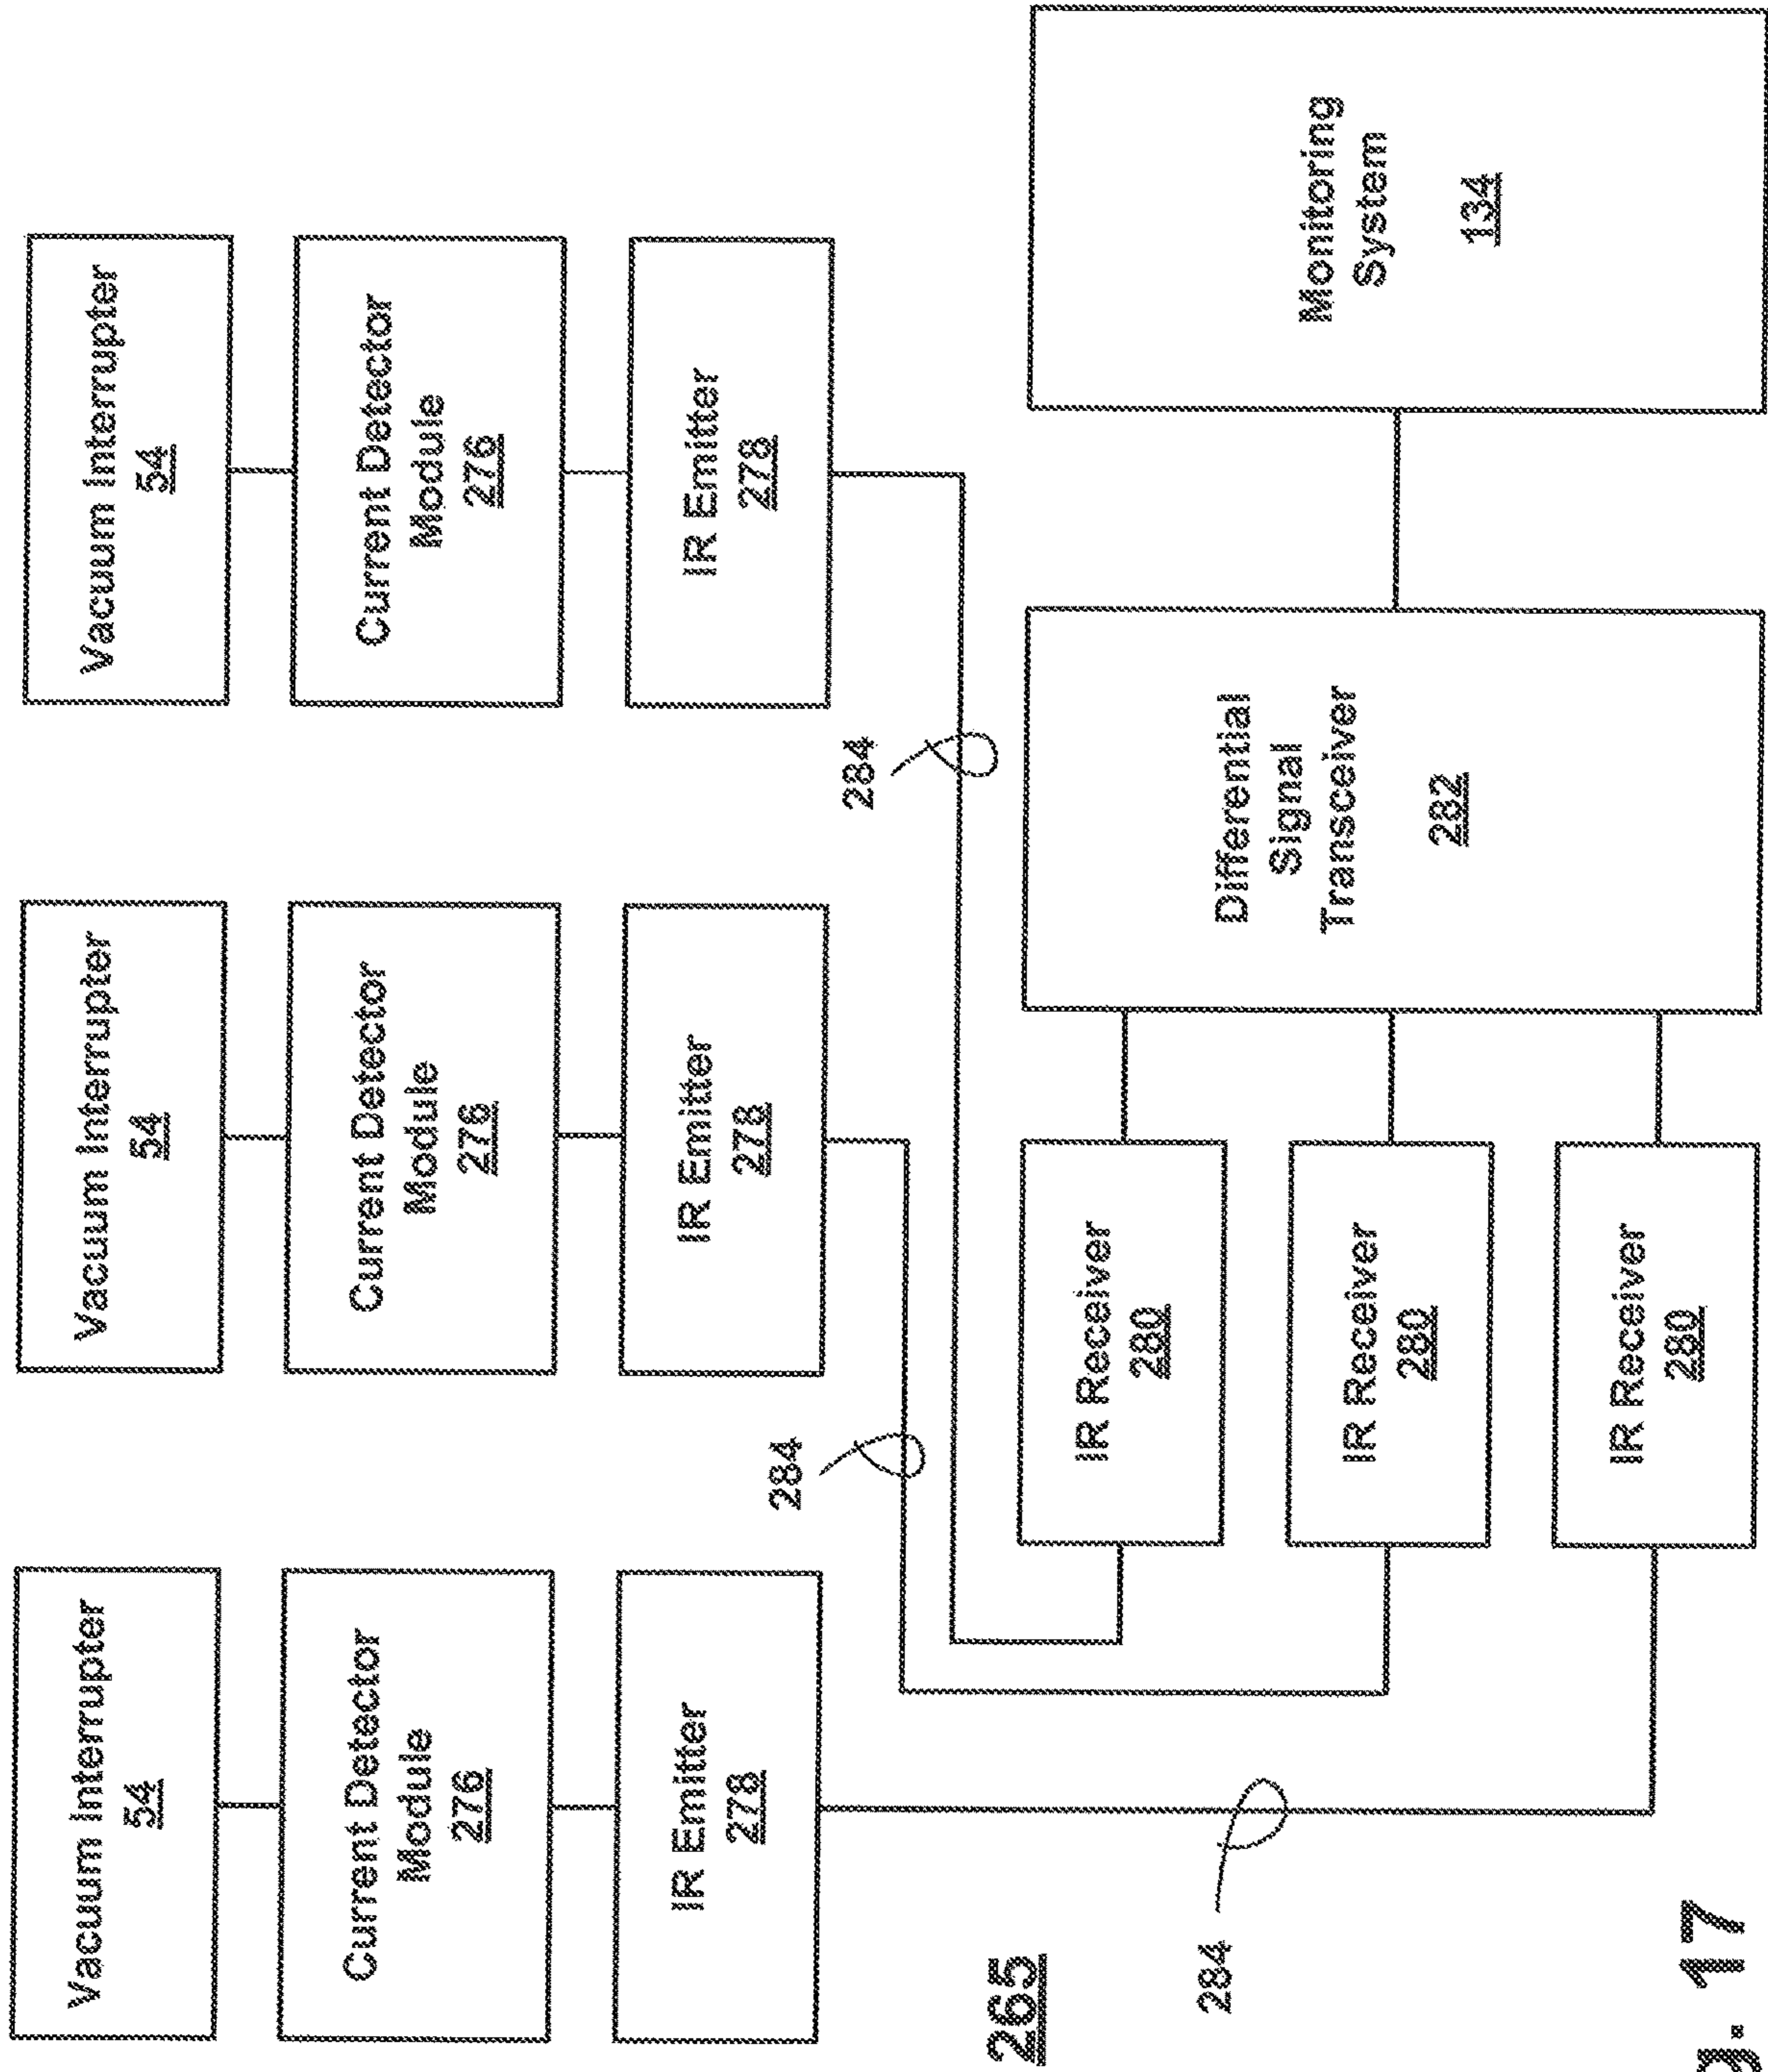 Vacuum Interrupter
54
Vacuum Interrupter
54
Vacuum Interrupter
54
Current Detector
Module
276
Current Detector
Module
276
Current Detector
Module
276
IR Emitter
278
IR Emitter
278
IR Emitter
278
284
284
265
284
IR Receiver
280
IR Receiver
280
IR Receiver
280
Differential
Signal
Transceiver
282
Monitoring
System
134
g. 17